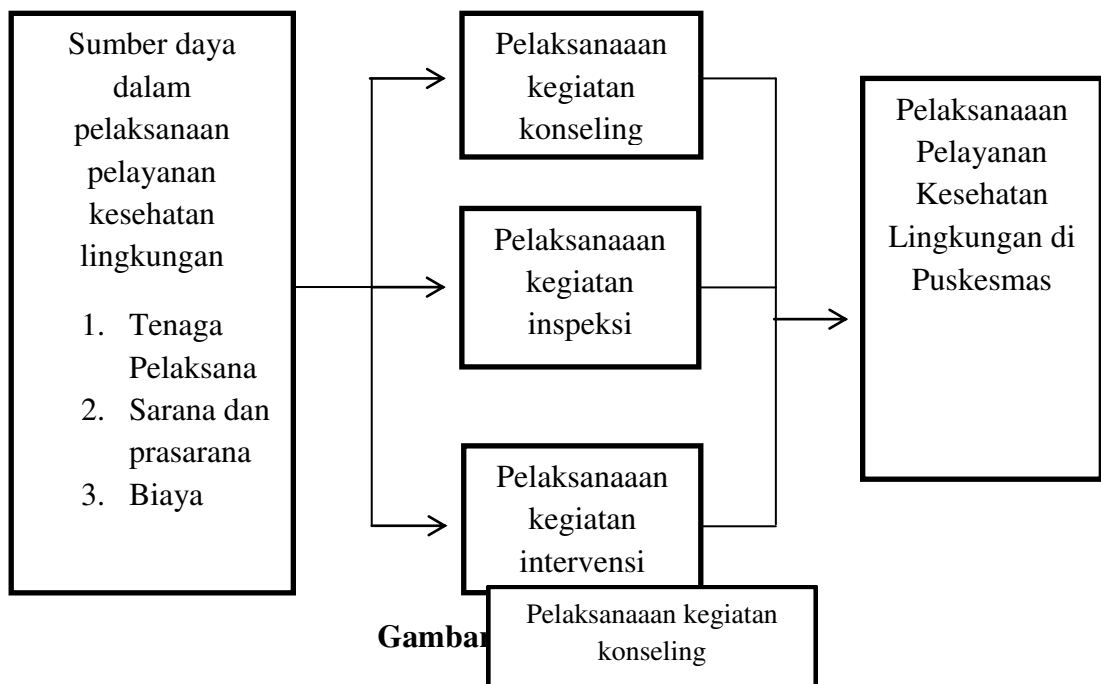 Sumber daya
dalam
pelaksanaan
pelayanan
kesehatan
lingkungan
1. Tenaga
Pelaksana
2. Sarana dan
prasarana
3. Biaya
Pelaksanaaan
kegiatan
konseling
Pelaksanaaan
kegiatan
inspeksi
Pelaksanaaan
kegiatan
intervensi
Pelaksanaaan
Pelayanan
Kesehatan
Lingkungan di
Puskesmas
Pelaksanaaan kegiatan
konseling